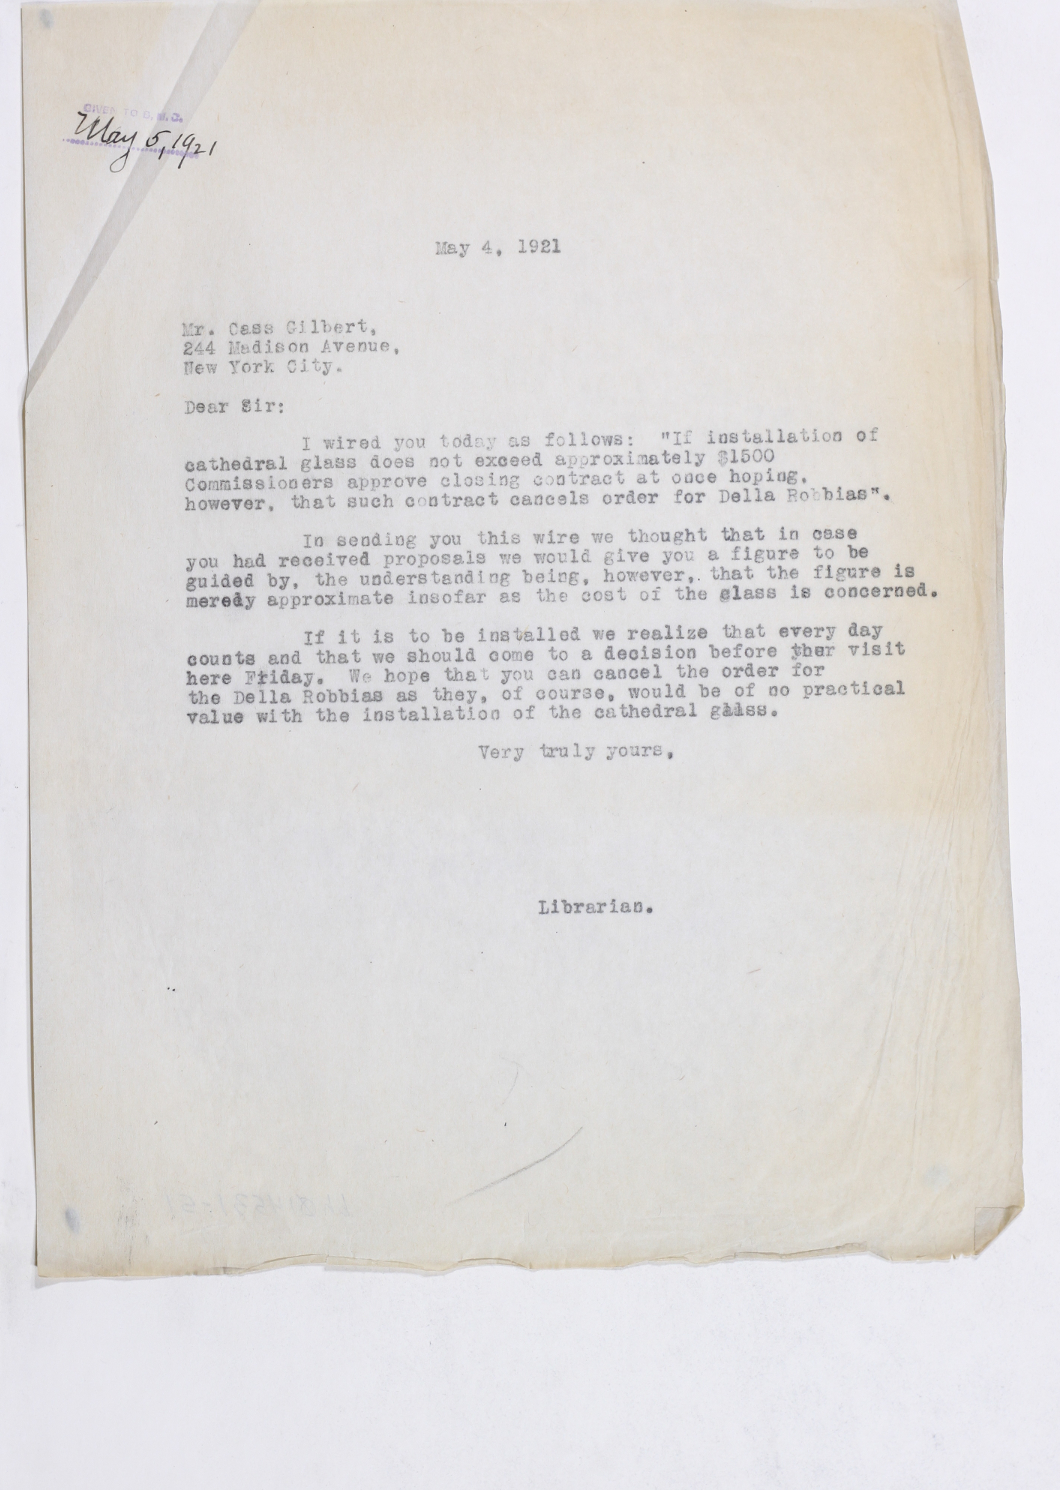 GIVEN TO D. M. O.
May 5, 1921
May 4, 1921
Mr. Cass Gilbert,
244 Madison Avenue,
New York City.
Dear Sir:
I wired you today as follows: "If installation of
cathedral glass does not exceed approximately $1500
Commissioners approve closing contract at once hoping,
however, that such contract cancels order for Della Robbias".
In sending you this wire we thought that in case
you had received proposals we would give you a figure to be
guided by, the understanding being, however, that the figure is
meredy approximate insofar as the cost of the glass is concerned.
If it is to be installed we realize that every day
counts and that we should come to a decision before visit
here Friday. We hope that you can cancel the order for
the Della Robbias as they, of course, would be of no practical
value with the installation of the cathedral glass.
Very truly yours,
Librarian.